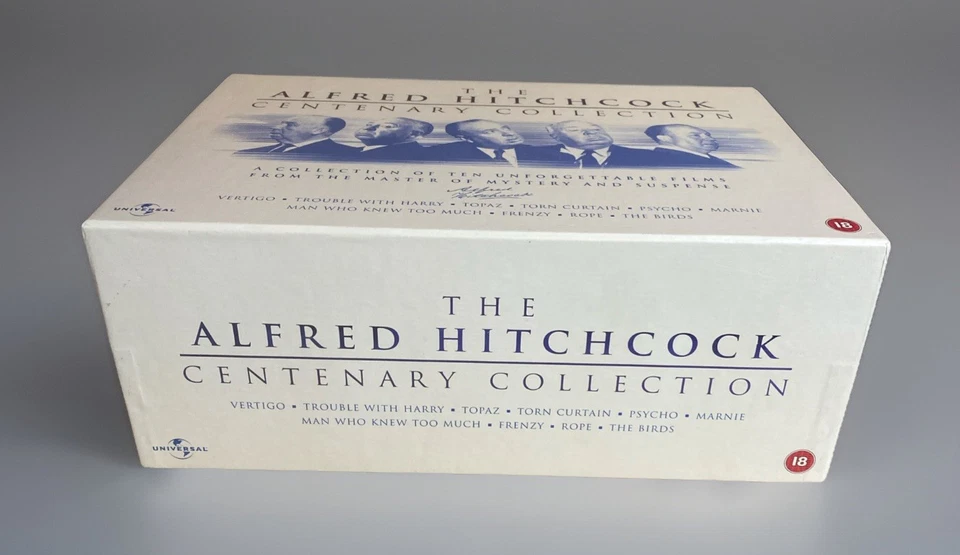 THE
ALFRED HITCHCOCK
CENTENARY COLLECTION
A COLLECTION OF TEN UNFORGETTABLE FILMS
FROM THE MASTER OF MYSTERY AND SUSPENSE
Alfred
Hitchcock
VERTIGO • TROUBLE WITH HARRY • TOPAZ • TORN CURTAIN • PSYCHO • MARNIE
MAN WHO KNEW TOO MUCH • FRENZY • ROPE • THE BIRDS
UNIVERSAL
18
THE
ALFRED HITCHCOCK
CENTENARY COLLECTION
VERTIGO • TROUBLE WITH HARRY • TOPAZ • TORN CURTAIN • PSYCHO • MARNIE
MAN WHO KNEW TOO MUCH • FRENZY • ROPE • THE BIRDS
UNIVERSAL
18